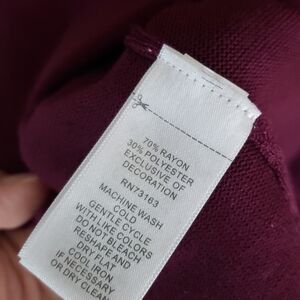 70% RAYON
30% POLYESTER
EXCLUSIVE OF
DECORATION
RN73163
MACHINE WASH
COLD
GENTLE CYCLE
WITH LIKE COLORS
DO NOT BLEACH
RESHAPE AND
DRY FLAT
COOL IRON
IF NECESSARY
OR DRY CLEAN